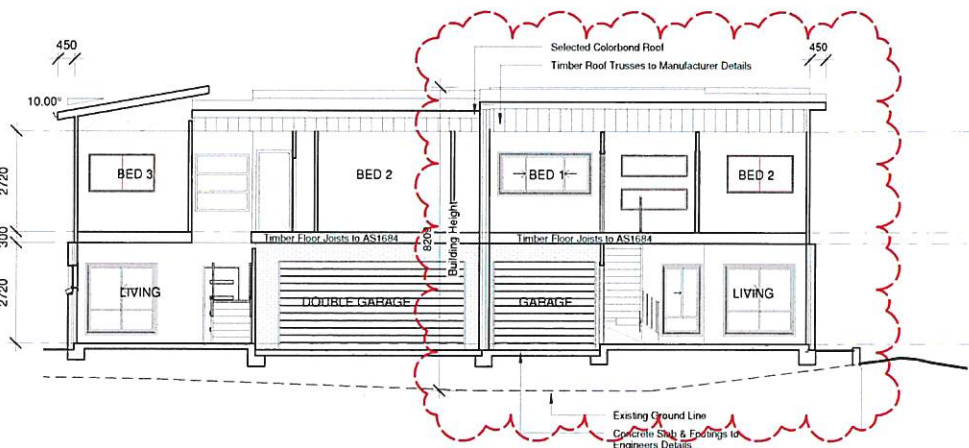 450
Selected Colorbond Roof
450
Timber Roof Trusses to Manufacturer Details
10.00°
2720
BED 3
BED 2
BED 1
BED 2
300
Timber Floor Joists to AS1684
Timber Floor Joists to AS1684
8203
Building Height
2720
LIVING
DOUBLE GARAGE
GARAGE
LIVING
Existing Ground Line
Concrete Slab & Footings to
Engineers Details